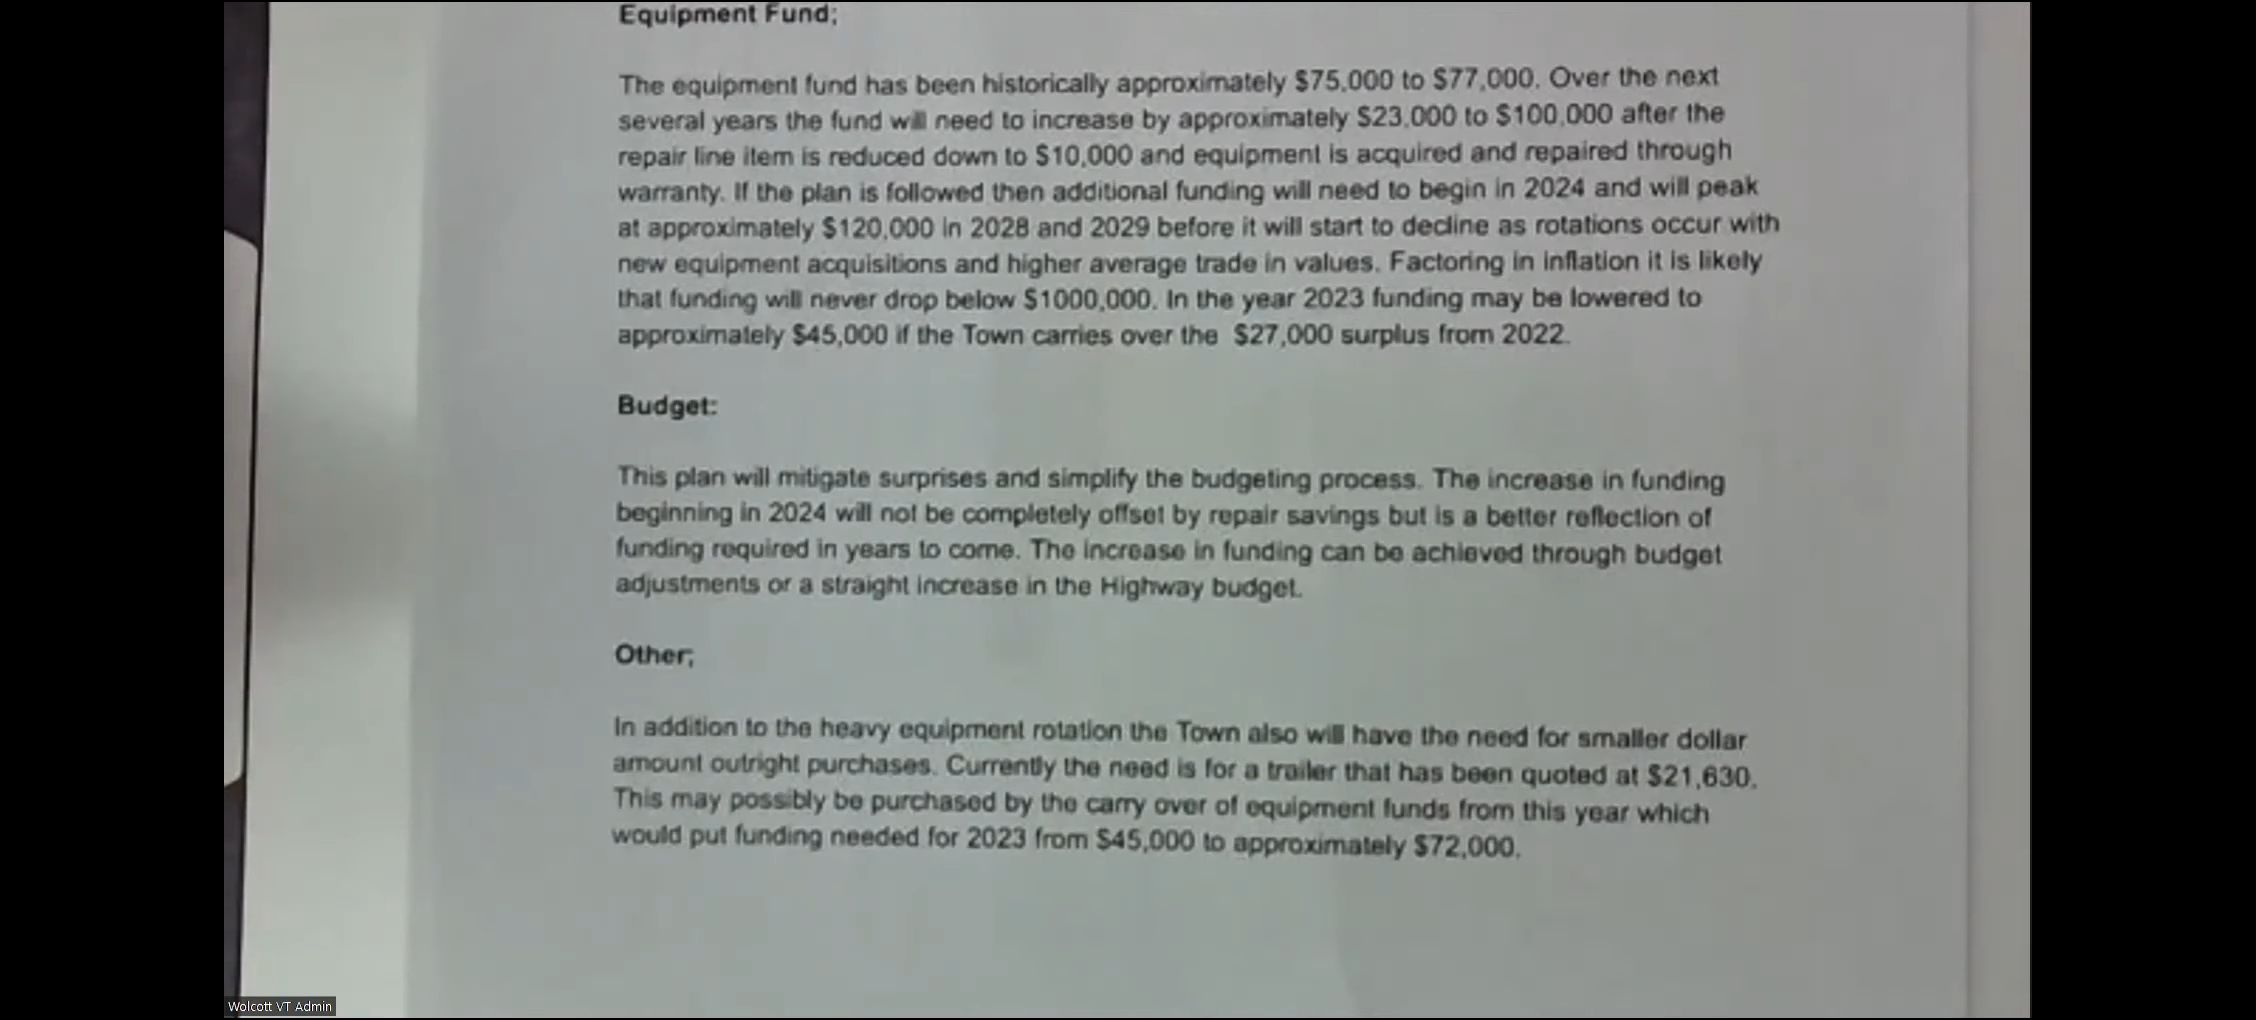 Equipment Fund;
The equipment fund has been historically approximately $75,000 to $77,000. Over the next
several years the fund will need to increase by approximately $23,000 to $100,000 after the
repair line item is reduced down to $10,000 and equipment is acquired and repaired through
warranty. If the plan is followed then additional funding will need to begin in 2024 and will peak
at approximately $120,000 in 2028 and 2029 before it will start to decline as rotations occur with
new equipment acquisitions and higher average trade in values. Factoring in inflation it is likely
that funding will never drop below $1000,000. In the year 2023 funding may be lowered to
approximately $45,000 if the Town carries over the $27,000 surplus from 2022.
Budget:
This plan will mitigate surprises and simplify the budgeting process. The increase in funding
beginning in 2024 will not be completely offset by repair savings but is a better reflection of
funding required in years to come. The increase in funding can be achieved through budget
adjustments or a straight increase in the Highway budget.
Other;
In addition to the heavy equipment rotation the Town also will have the need for smaller dollar
amount outright purchases. Currently the need is for a trailer that has been quoted at $21,630.
This may possibly be purchased by the carry over of equipment funds from this year which
would put funding needed for 2023 from $45,000 to approximately $72,000.
Wolcott VT Admin